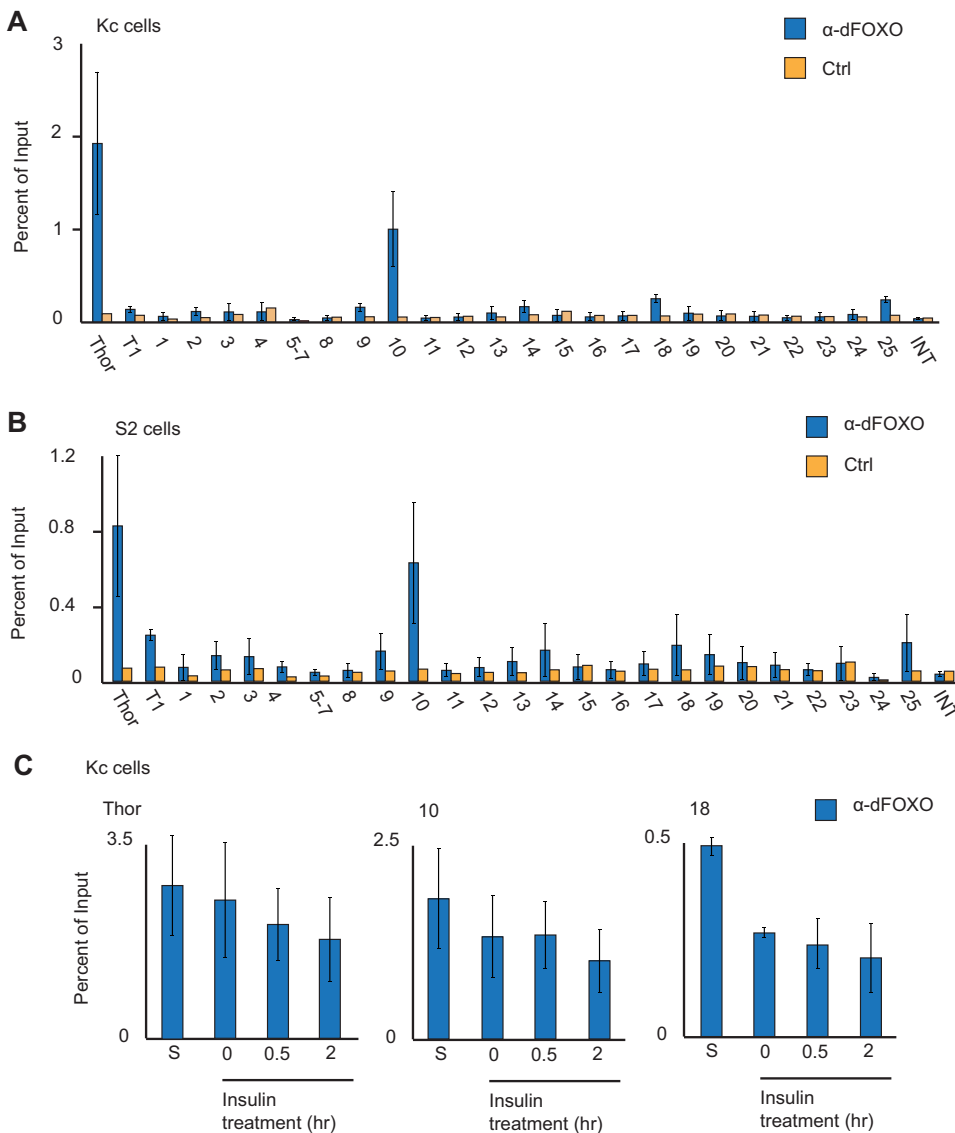 A
Kc cells
α-dFOXO
Ctrl
Percent of Input
3
2
1
0
Thor T1 1 2 3 4 5-7 8 9 10 11 12 13 14 15 16 17 18 19 20 21 22 23 24 25 INT
B
S2 cells
α-dFOXO
Ctrl
Percent of Input
1.2
0.8
0.4
0
Thor T1 1 2 3 4 5-7 8 9 10 11 12 13 14 15 16 17 18 19 20 21 22 23 24 25 INT
C
Kc cells
α-dFOXO
Percent of Input
Thor
3.5
0
S 0 0.5 2
Insulin
treatment (hr)
10
2.5
0
S 0 0.5 2
Insulin
treatment (hr)
18
0.5
0
S 0 0.5 2
Insulin
treatment (hr)